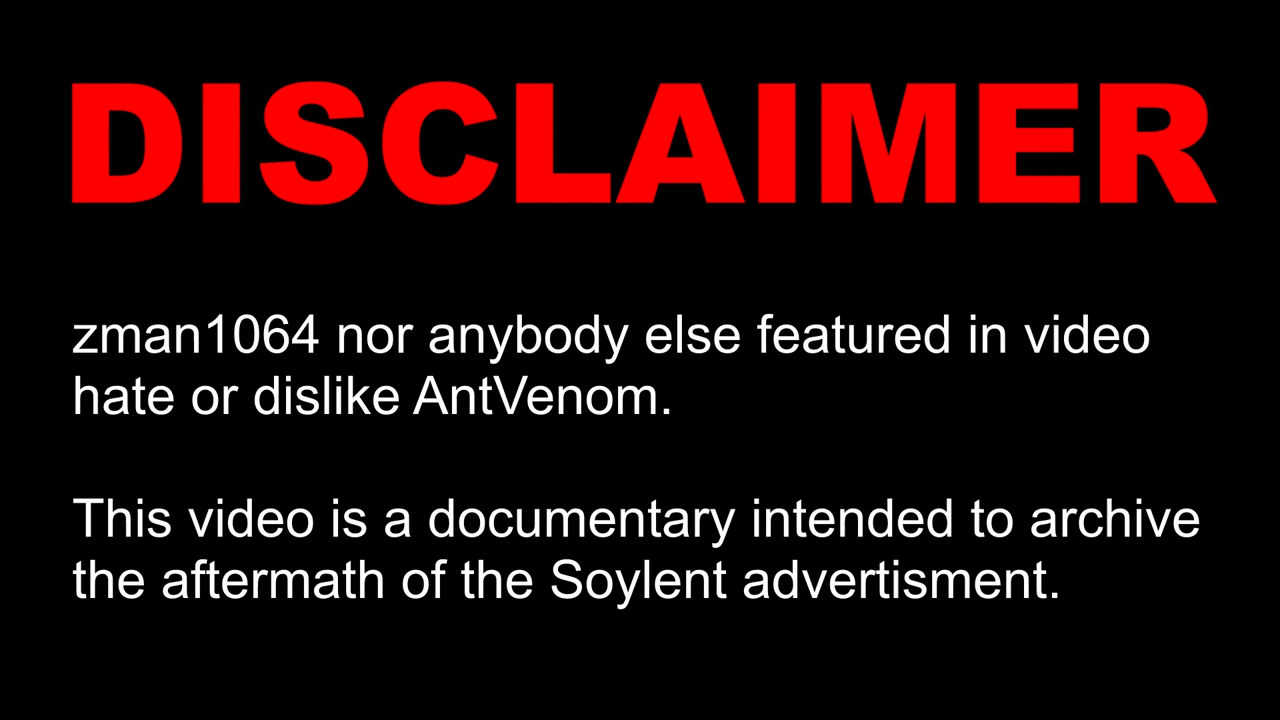 DISCLAIMER
zman1064 nor anybody else featured in video
hate or dislike AntVenom.
This video is a documentary intended to archive
the aftermath of the Soylent advertisment.